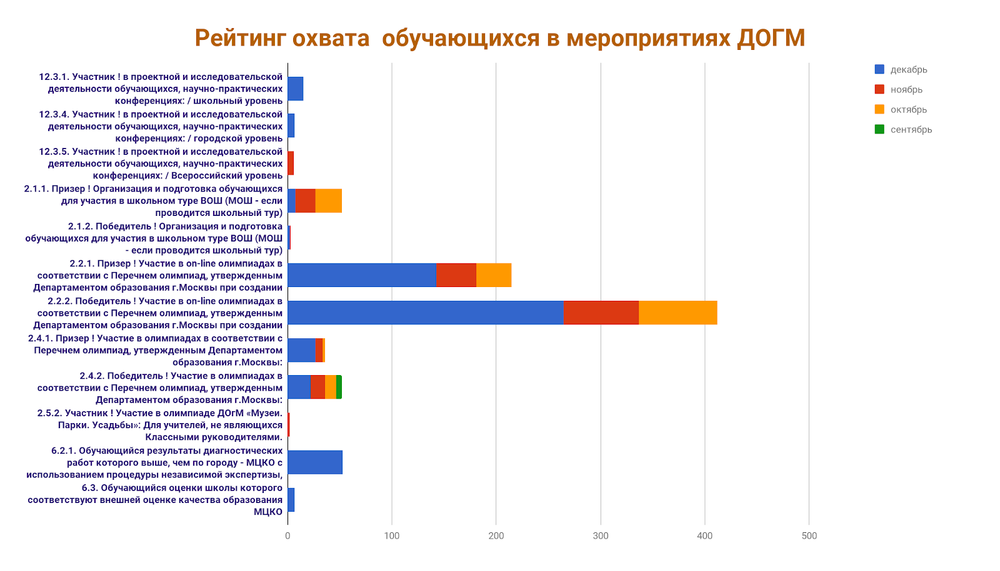 Рейтинг охвата  обучающихся в мероприятиях ДОГМ
12.3.1. Участник ! в проектной и исследовательской
деятельности обучающихся, научно-практических
конференциях: / школьный уровень
12.3.4. Участник ! в проектной и исследовательской
деятельности обучающихся, научно-практических
конференциях: / городской уровень
12.3.5. Участник ! в проектной и исследовательской
деятельности обучающихся, научно-практических
конференциях: / Всероссийский уровень
2.1.1. Призер ! Организация и подготовка обучающихся
для участия в школьном туре ВОШ (МОШ - если
проводится школьный тур)
2.1.2. Победитель ! Организация и подготовка
обучающихся для участия в школьном туре ВОШ (МОШ
- если проводится школьный тур)
2.2.1. Призер ! Участие в on-line олимпиадах в
соответствии с Перечнем олимпиад, утвержденным
Департаментом образования г.Москвы при создании
2.2.2. Победитель ! Участие в on-line олимпиадах в
соответствии с Перечнем олимпиад, утвержденным
Департаментом образования г.Москвы при создании
2.4.1. Призер ! Участие в олимпиадах в соответствии с
Перечнем олимпиад, утвержденным Департаментом
образования г.Москвы:
2.4.2. Победитель ! Участие в олимпиадах в
соответствии с Перечнем олимпиад, утвержденным
Департаментом образования г.Москвы:
2.5.2. Участник ! Участие в олимпиаде ДОгМ «Музеи.
Парки. Усадьбы»: Для учителей, не являющихся
Классными руководителями.
6.2.1. Обучающийся результаты диагностических
работ которого выше, чем по городу - МЦКО с
использованием процедуры независимой экспертизы,
6.3. Обучающийся оценки школы которого
соответствуют внешней оценке качества образования
МЦКО
0 100 200 300 400 500
декабрь
ноябрь
октябрь
сентябрь